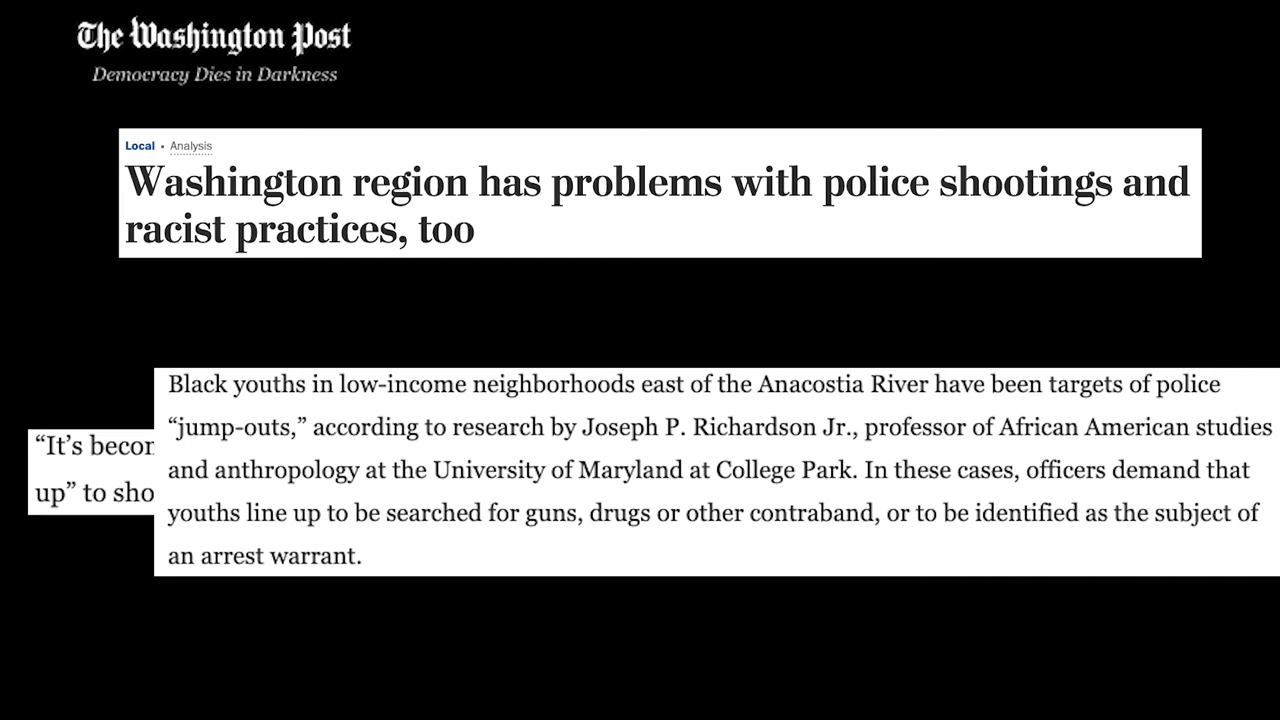 The Washington Post
Democracy Dies in Darkness
Local • Analysis
Washington region has problems with police shootings and
racist practices, too
Black youths in low-income neighborhoods east of the Anacostia River have been targets of police
“jump-outs,” according to research by Joseph P. Richardson Jr., professor of African American studies
and anthropology at the University of Maryland at College Park. In these cases, officers demand that
youths line up to be searched for guns, drugs or other contraband, or to be identified as the subject of
an arrest warrant.
“It’s becor
up” to sho